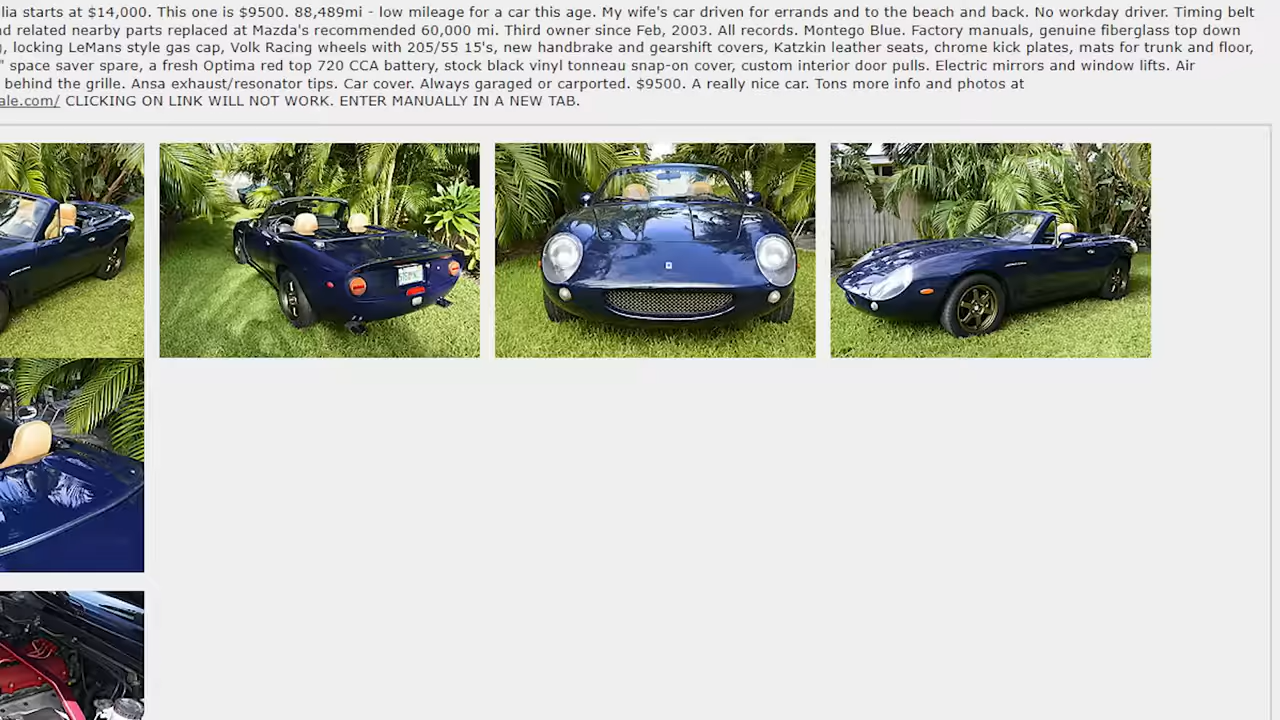 lia starts at $14,000. This one is $9500. 88,489mi - low mileage for a car this age. My wife's car driven for errands and to the beach and back. No workday driver. Timing belt
d related nearby parts replaced at Mazda's recommended 60,000 mi. Third owner since Feb, 2003. All records. Montego Blue. Factory manuals, genuine fiberglass top down
, locking LeMans style gas cap, Volk Racing wheels with 205/55 15's, new handbrake and gearshift covers, Katzkin leather seats, chrome kick plates, mats for trunk and floor,
" space saver spare, a fresh Optima red top 720 CCA battery, stock black vinyl tonneau snap-on cover, custom interior door pulls. Electric mirrors and window lifts. Air
behind the grille. Ansa exhaust/resonator tips. Car cover. Always garaged or carported. $9500. A really nice car. Tons more info and photos at
ale.com/ CLICKING ON LINK WILL NOT WORK. ENTER MANUALLY IN A NEW TAB.